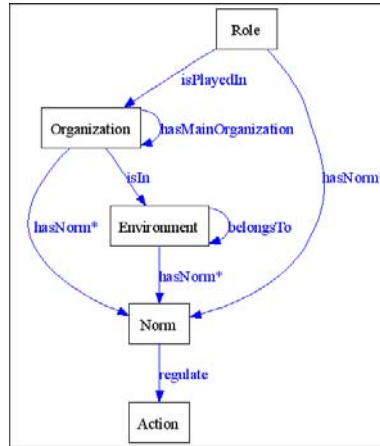 Role
isPlayedIn
Organization
hasMainOrganization
isIn
hasNorm*
Environment
belongsTo
hasNorm*
hasNorm*
Norm
regulate
Action